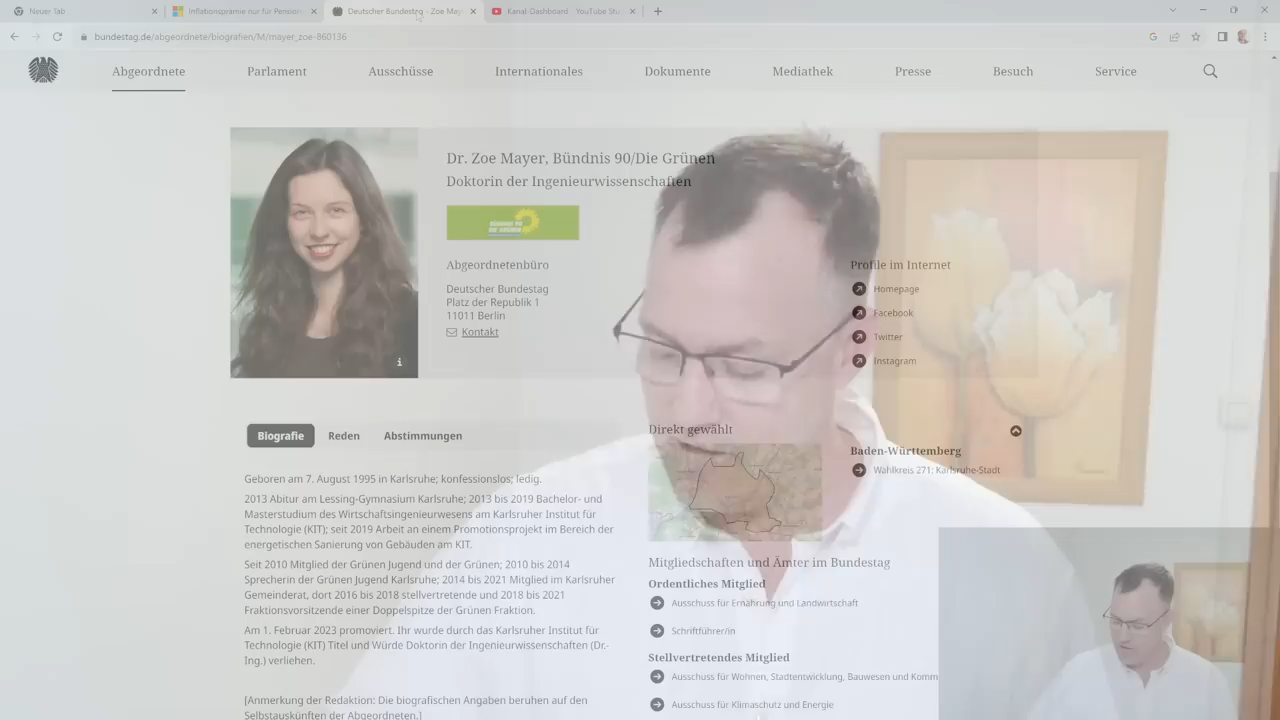 Neuer Tab
Inflationsprämie nur für Pension
Deutscher Bundestag - Zoe May
Kanal-Dashboard - YouTube Stu
bundestag.de/abgeordnete/biografien/M/mayer_zoe-860136
Abgeordnete
Parlament
Ausschüsse
Internationales
Dokumente
Mediathek
Presse
Besuch
Service
Dr. Zoe Mayer, Bündnis 90/Die Grünen
Doktorin der Ingenieurwissenschaften
BÜNDNIS 90
DIE GRÜNEN
Abgeordnetenbüro
Deutscher Bundestag
Platz der Republik 1
11011 Berlin
Kontakt
Profile im Internet
Homepage
Facebook
Twitter
Instagram
Biografie
Reden
Abstimmungen
Geboren am 7. August 1995 in Karlsruhe; konfessionslos; ledig.
2013 Abitur am Lessing-Gymnasium Karlsruhe; 2013 bis 2019 Bachelor- und
Masterstudium des Wirtschaftsingenieurwesens am Karlsruher Institut für
Technologie (KIT); seit 2019 Arbeit an einem Promotionsprojekt im Bereich der
energetischen Sanierung von Gebäuden am KIT.
Seit 2010 Mitglied der Grünen Jugend und der Grünen; 2010 bis 2014
Sprecherin der Grünen Jugend Karlsruhe; 2014 bis 2021 Mitglied im Karlsruher
Gemeinderat, dort 2016 bis 2018 stellvertretende und 2018 bis 2021
Fraktionsvorsitzende einer Doppelspitze der Grünen Fraktion.
Am 1. Februar 2023 promoviert. Ihr wurde durch das Karlsruher Institut für
Technologie (KIT) Titel und Würde Doktorin der Ingenieurwissenschaften (Dr.-
Ing.) verliehen.
[Anmerkung der Redaktion: Die biografischen Angaben beruhen auf den
Selbstauskünften der Abgeordneten.]
Direkt gewählt
Baden-Württemberg
Wahlkreis 271: Karlsruhe-Stadt
Mitgliedschaften und Ämter im Bundestag
Ordentliches Mitglied
Ausschuss für Ernährung und Landwirtschaft
Schriftführer/in
Stellvertretendes Mitglied
Ausschuss für Wohnen, Stadtentwicklung, Bauwesen und Komm
Ausschuss für Klimaschutz und Energie